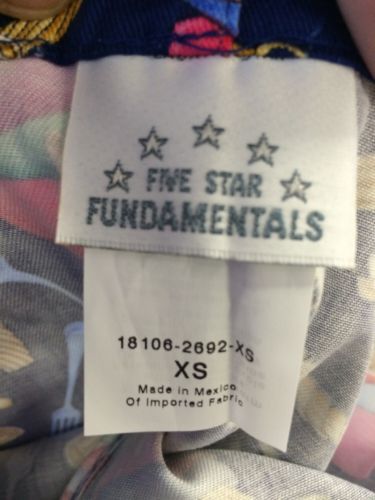 FIVE STAR
FUNDAMENTALS
18106-2692-XS
XS
Made in Mexico
Of Imported Fabric